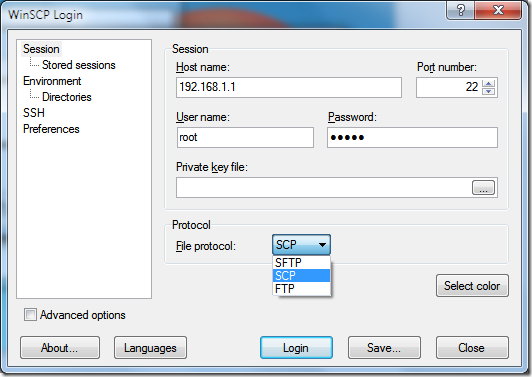 WinSCP Login
Session
Stored sessions
Environment
Directories
SSH
Preferences
Session
Host name:
Port number:
192.168.1.1
22
User name:
Password:
root
●●●●●
Private key file:
...
Protocol
File protocol:
SCP
SFTP
SCP
FTP
Select color
Advanced options
About...
Languages
Login
Save...
Close